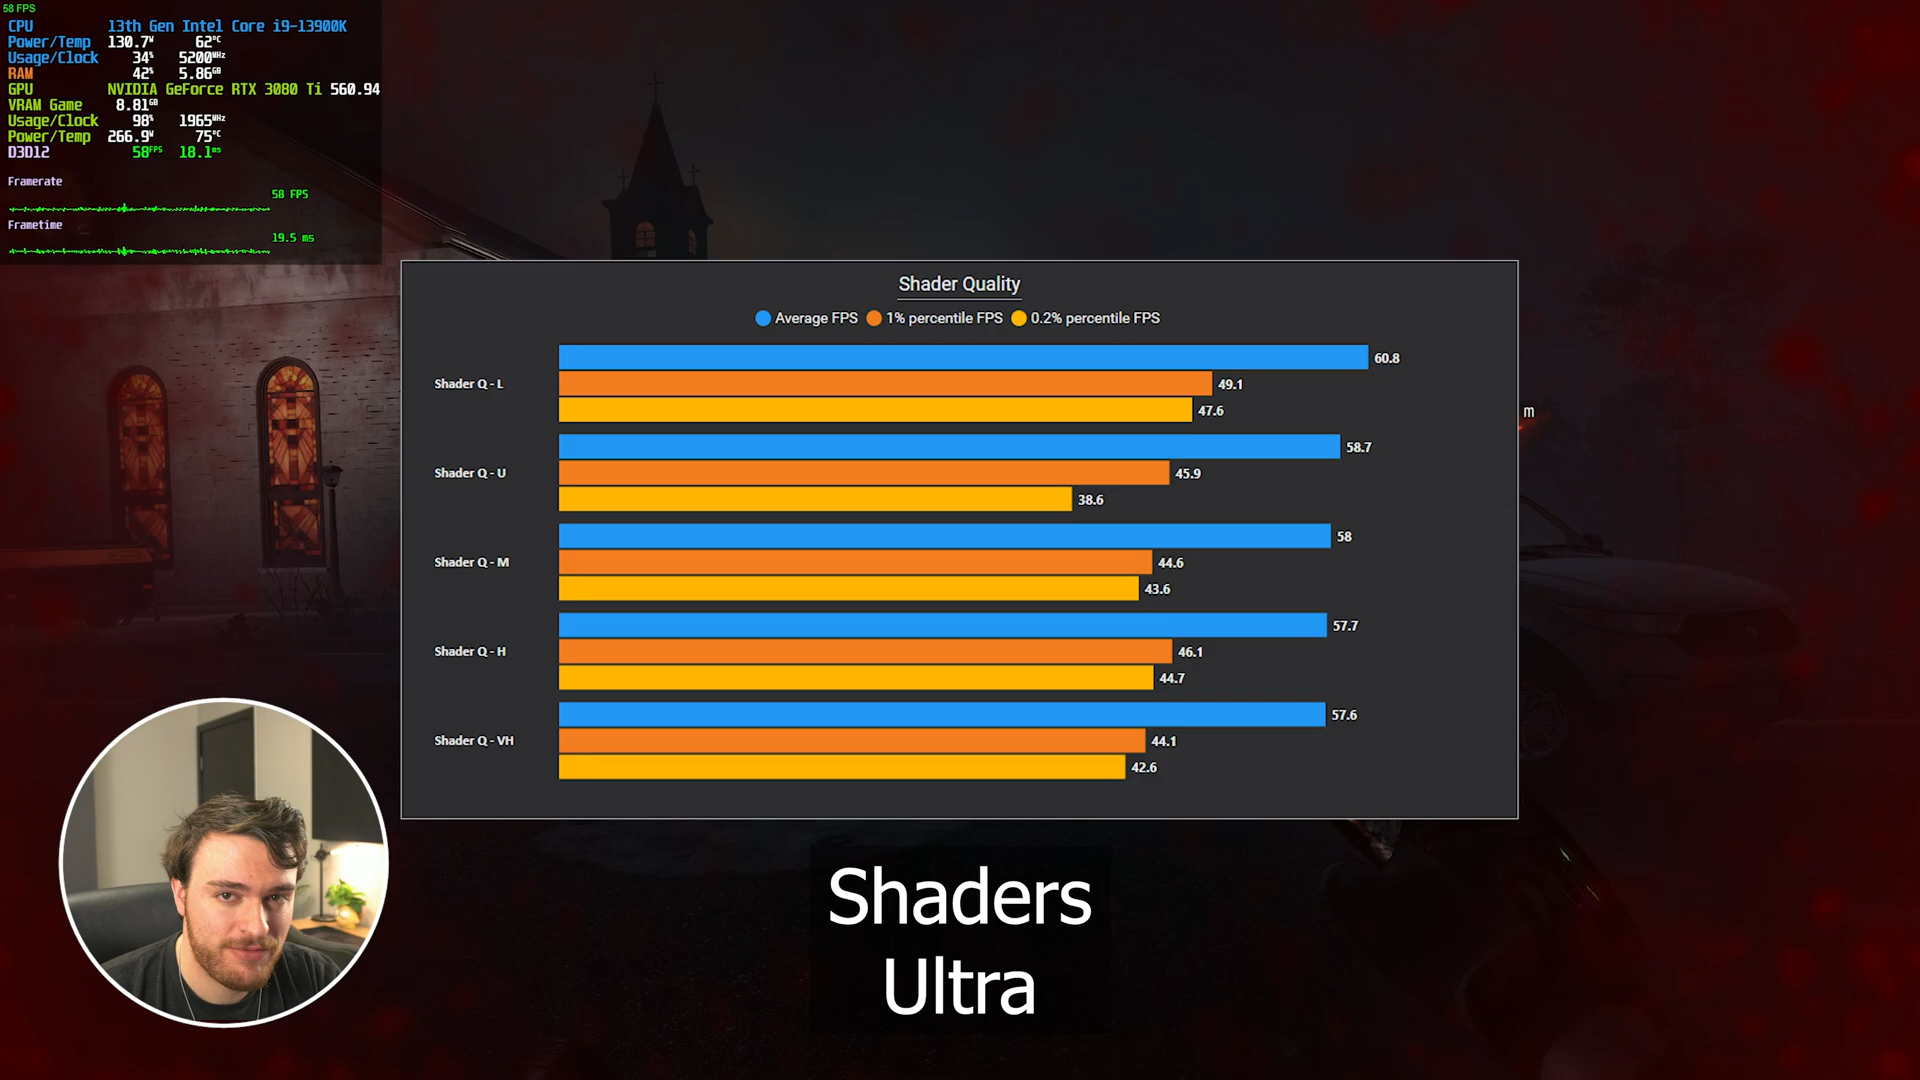 58 FPS
CPU 13th Gen Intel Core i9-13900K
Power/Temp 130.7W 62°C
Usage/Clock 34% 5200MHz
RAM 42% 5.86GB
GPU NVIDIA GeForce RTX 3080 Ti 560.94
VRAM Game 8.81GB
Usage/Clock 98% 1965MHz
Power/Temp 266.9W 75°C
D3D12 58FPS 18.1ms
Framerate
58 FPS
Frametime
19.5 ms
Shader Quality
Average FPS 1% percentile FPS 0.2% percentile FPS
60.8
Shader Q - L 49.1
47.6
m
58.7
Shader Q - U 45.9
38.6
58
Shader Q - M 44.6
43.6
57.7
Shader Q - H 46.1
44.7
57.6
Shader Q - VH 44.1
42.6
Shaders
Ultra